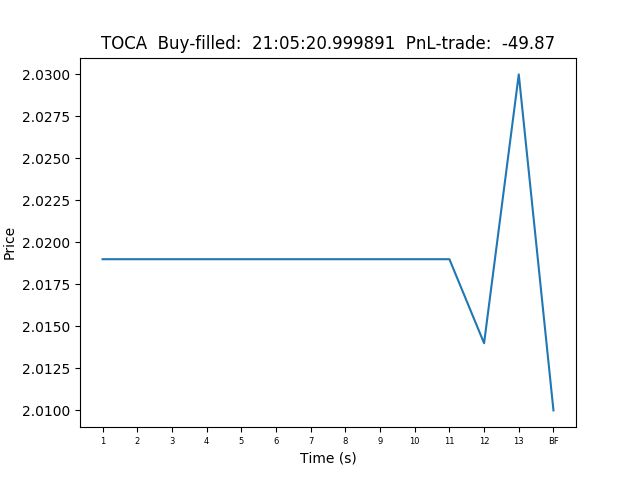 TOCA  Buy-filled:  21:05:20.999891  PnL-trade:  -49.87
2.0300
2.0275
2.0250
2.0225
2.0200
2.0175
2.0150
2.0125
2.0100
Price
1 2 3 4 5 6 7 8 9 10 11 12 13 BF
Time (s)